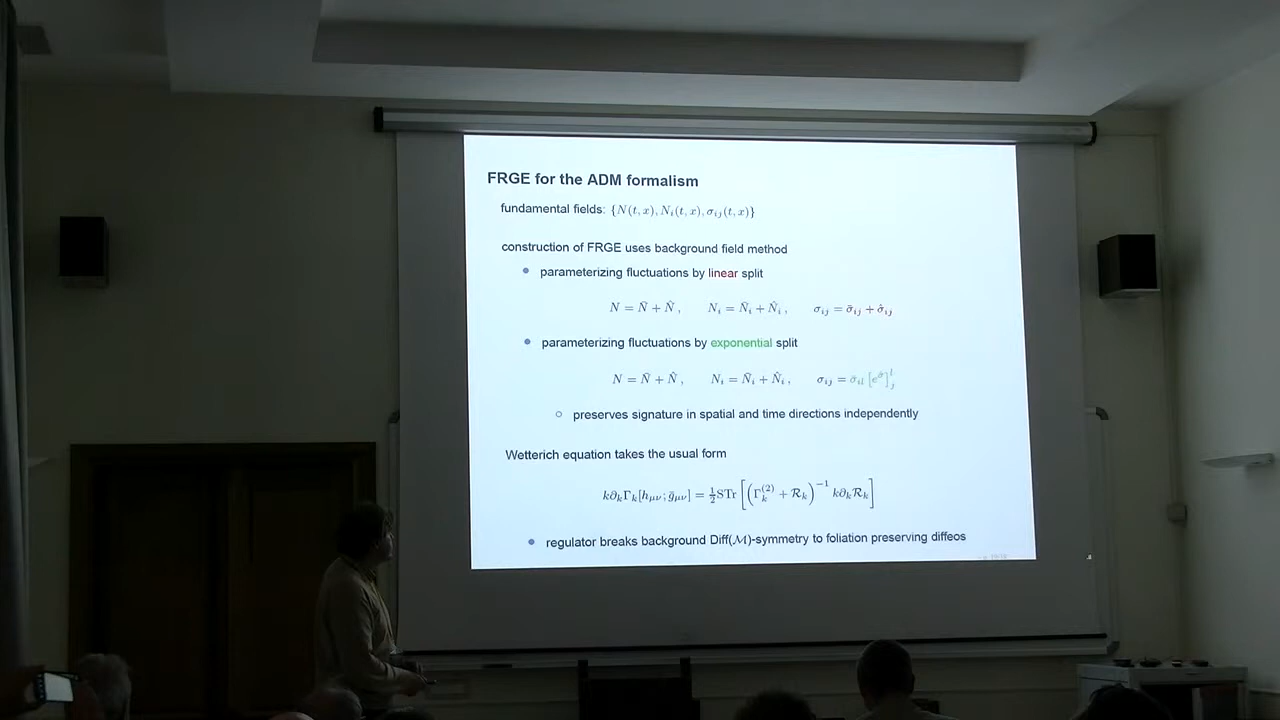 FRGE for the ADM formalism
fundamental fields: {N(t, x), N_i(t, x), σ_ij(t, x)}
construction of FRGE uses background field method
• parameterizing fluctuations by linear split
N = N̄ + N̂ , N_i = N̄_i + N̂_i , σ_ij = σ̄_ij + σ̂_ij
• parameterizing fluctuations by exponential split
N = N̄ + N̂ , N_i = N̄_i + N̂_i , σ_ij = σ̄_il [e^σ̂]^l_j
○ preserves signature in spatial and time directions independently
Wetterich equation takes the usual form
k∂_kΓ_k[h_μν; ḡ_μν] = ½STr [(Γ_k^(2) + R_k)^−1 k∂_kR_k]
• regulator breaks background Diff(M)-symmetry to foliation preserving diffeos